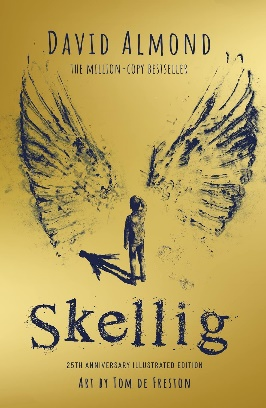 DAVID ALMOND
THE MILLION-COPY BESTSELLER
Skellig
25TH ANNIVERSARY ILLUSTRATED EDITION
ART BY TOM DE FRESTON